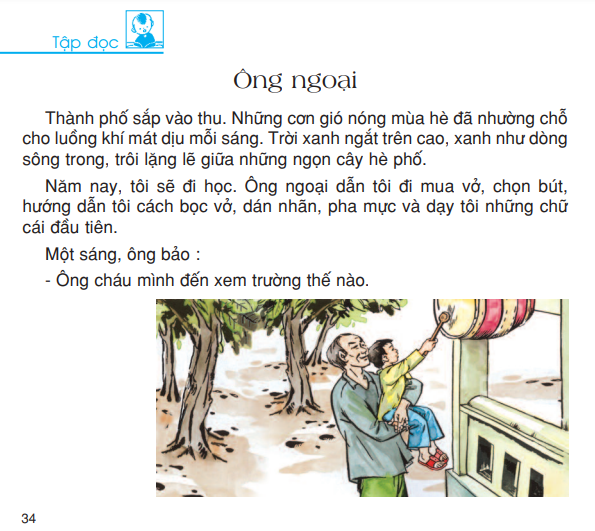 Tập đọc
Ông ngoại
Thành phố sắp vào thu. Những cơn gió nóng mùa hè đã nhường chỗ
cho luồng khí mát dịu mỗi sáng. Trời xanh ngắt trên cao, xanh như dòng
sông trong, trôi lặng lẽ giữa những ngọn cây hè phố.
Năm nay, tôi sẽ đi học. Ông ngoại dẫn tôi đi mua vở, chọn bút,
hướng dẫn tôi cách bọc vở, dán nhãn, pha mực và dạy tôi những chữ
cái đầu tiên.
Một sáng, ông bảo :
- Ông cháu mình đến xem trường thế nào.
34